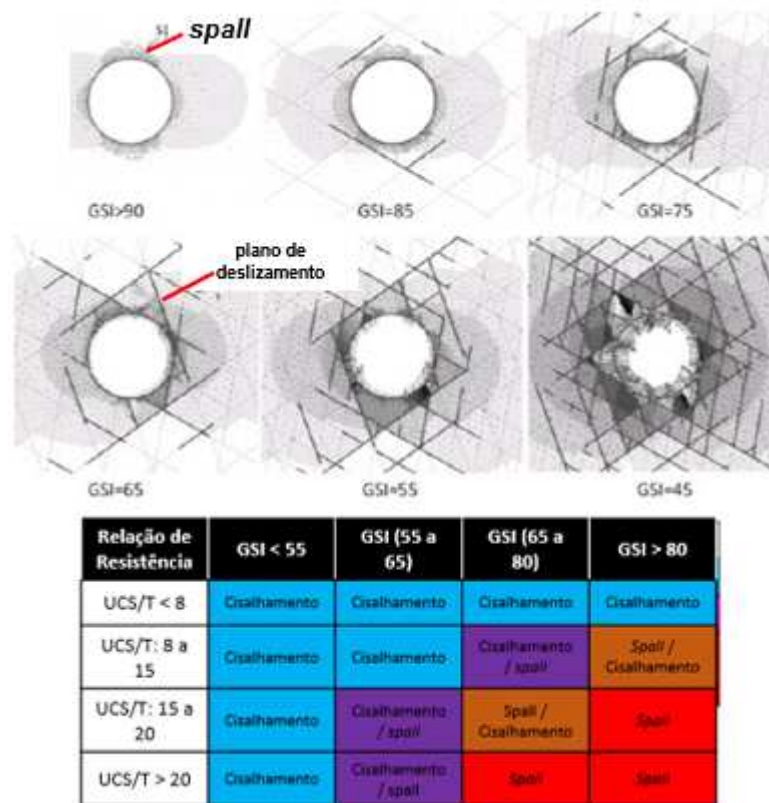 spall
GSI>90
GSI=85
GSI=75
plano de
deslizamento
GSI=65
GSI=55
GSI=45
Relação de
Resistência
GSI < 55
GSI (55 a
65)
GSI (65 a
80)
GSI > 80
UCS/T < 8
Cisalhamento
Cisalhamento
Cisalhamento
Cisalhamento
UCS/T: 8 a
15
Cisalhamento
Cisalhamento
Cisalhamento
/ spall
Spall /
Cisalhamento
UCS/T: 15 a
20
Cisalhamento
Cisalhamento
/ spall
Spall /
Cisalhamento
Spall
UCS/T > 20
Cisalhamento
Cisalhamento
/ spall
Spall
Spall